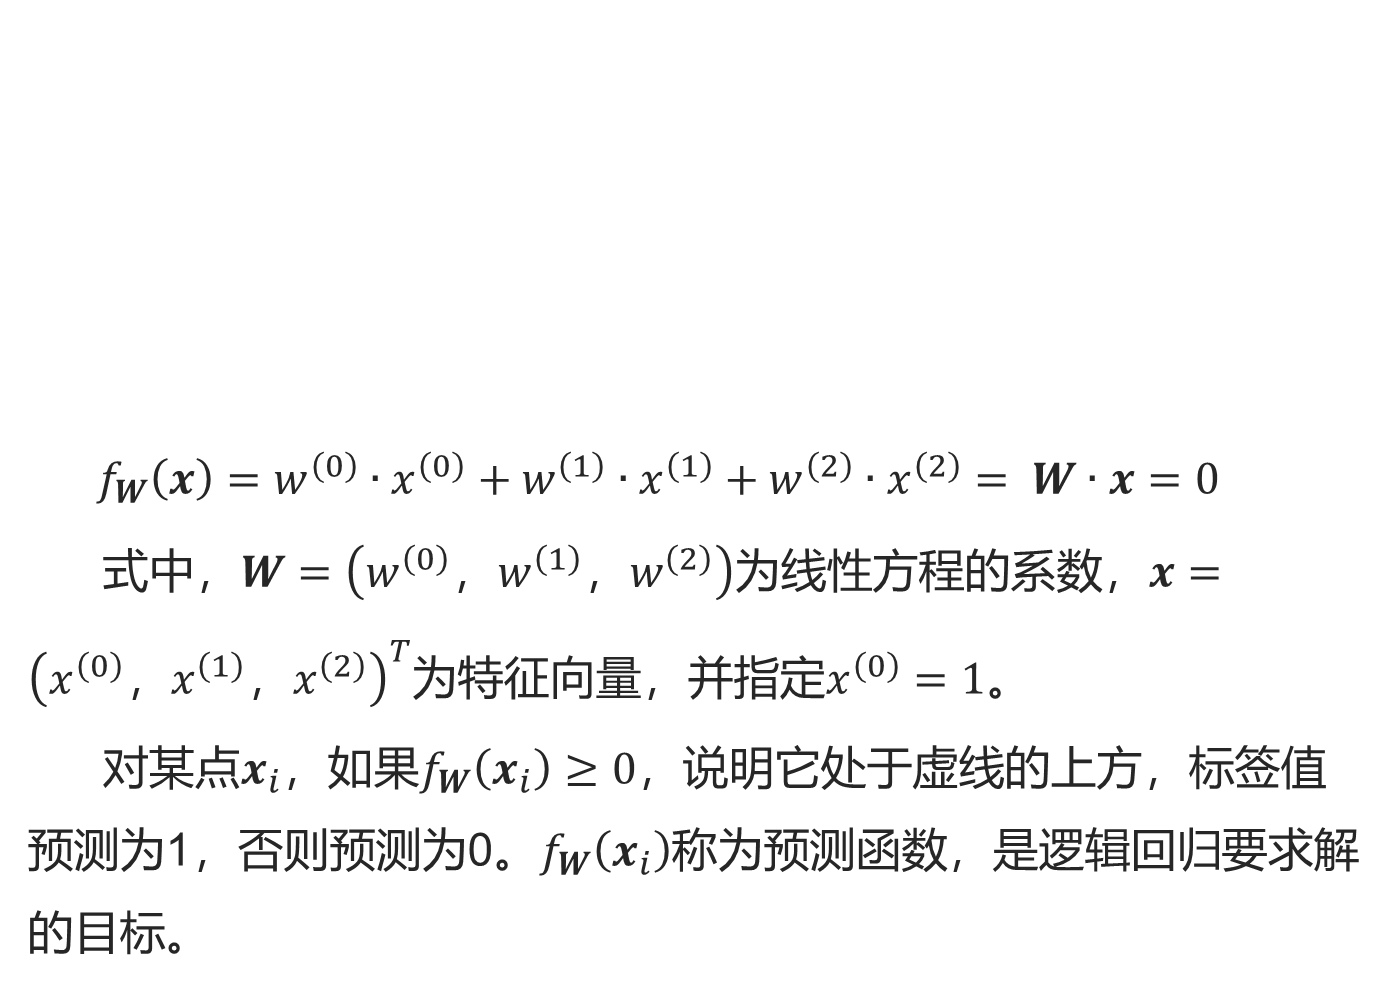 f_W(x) = w^(0) · x^(0) + w^(1) · x^(1) + w^(2) · x^(2) = W · x = 0
式中，W = (w^(0)，w^(1)，w^(2))为线性方程的系数，x =
(x^(0)，x^(1)，x^(2))^T为特征向量，并指定x^(0) = 1。
对某点x_i，如果f_W(x_i) ≥ 0，说明它处于虚线的上方，标签值
预测为1，否则预测为0。f_W(x_i)称为预测函数，是逻辑回归要求解
的目标。